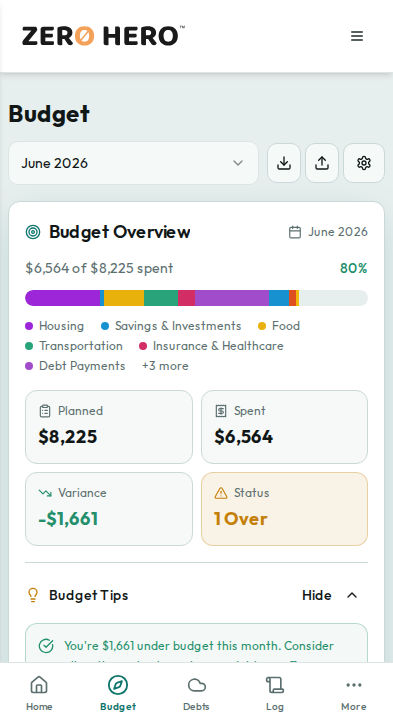 ZERO HERO™
Budget
June 2026
Budget Overview
June 2026
$6,564 of $8,225 spent
80%
Housing
Savings & Investments
Food
Transportation
Insurance & Healthcare
Debt Payments
+3 more
Planned
$8,225
Spent
$6,564
Variance
-$1,661
Status
1 Over
Budget Tips
Hide
You're $1,661 under budget this month. Consider
Home
Budget
Debts
Log
More